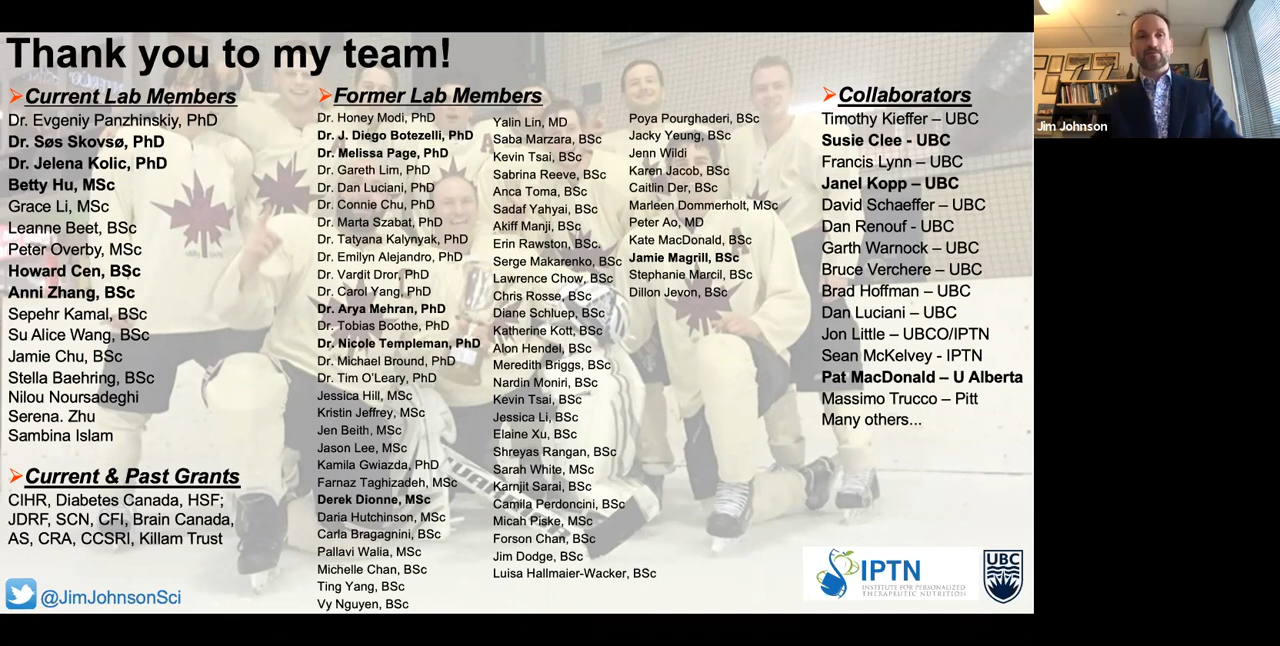 Thank you to my team!
Current Lab Members
Dr. Evgeniy Panzhinskiy, PhD
Dr. Søs Skovsø, PhD
Dr. Jelena Kolic, PhD
Betty Hu, MSc
Grace Li, MSc
Leanne Beet, BSc
Peter Overby, MSc
Howard Cen, BSc
Anni Zhang, BSc
Sepehr Kamal, BSc
Su Alice Wang, BSc
Jamie Chu, BSc
Stella Baehring, BSc
Nilou Noursadeghi
Serena. Zhu
Sambina Islam
Current & Past Grants
CIHR, Diabetes Canada, HSF;
JDRF, SCN, CFI, Brain Canada,
AS, CRA, CCSRI, Killam Trust
@JimJohnsonSci
Former Lab Members
Dr. Honey Modi, PhD
Dr. J. Diego Botezelli, PhD
Dr. Melissa Page, PhD
Dr. Gareth Lim, PhD
Dr. Dan Luciani, PhD
Dr. Connie Chu, PhD
Dr. Marta Szabat, PhD
Dr. Tatyana Kalynyak, PhD
Dr. Emilyn Alejandro, PhD
Dr. Vardit Dror, PhD
Dr. Carol Yang, PhD
Dr. Arya Mehran, PhD
Dr. Tobias Boothe, PhD
Dr. Nicole Templeman, PhD
Dr. Michael Bround, PhD
Dr. Tim O'Leary, PhD
Jessica Hill, MSc
Kristin Jeffrey, MSc
Jen Beith, MSc
Jason Lee, MSc
Kamila Gwiazda, PhD
Farnaz Taghizadeh, MSc
Derek Dionne, MSc
Daria Hutchinson, MSc
Carla Bragagnini, BSc
Pallavi Walia, MSc
Michelle Chan, BSc
Ting Yang, BSc
Vy Nguyen, BSc
Yalin Lin, MD
Saba Marzara, BSc
Kevin Tsai, BSc
Sabrina Reeve, BSc
Anca Toma, BSc
Sadaf Yahyai, BSc
Akiff Manji, BSc
Erin Rawston, BSc.
Serge Makarenko, BSc
Lawrence Chow, BSc
Chris Rosse, BSc
Diane Schluep, BSc
Katherine Kott, BSc
Alon Hendel, BSc
Meredith Briggs, BSc
Nardin Moniri, BSc
Kevin Tsai, BSc
Jessica Li, BSc
Elaine Xu, BSc
Shreyas Rangan, BSc
Sarah White, MSc
Karnjit Sarai, BSc
Camila Perdoncini, BSc
Micah Piske, MSc
Forson Chan, BSc
Jim Dodge, BSc
Luisa Hallmaier-Wacker, BSc
Poya Pourghaderi, BSc
Jacky Yeung, BSc
Jenn Wildi
Karen Jacob, BSc
Caitlin Der, BSc
Marleen Dommerholt, MSc
Peter Ao, MD
Kate MacDonald, BSc
Jamie Magrill, BSc
Stephanie Marcil, BSc
Dillon Jevon, BSc
Collaborators
Timothy Kieffer – UBC
Susie Clee - UBC
Francis Lynn – UBC
Janel Kopp – UBC
David Schaeffer – UBC
Dan Renouf - UBC
Garth Warnock – UBC
Bruce Verchere – UBC
Brad Hoffman – UBC
Dan Luciani – UBC
Jon Little – UBCO/IPTN
Sean McKelvey - IPTN
Pat MacDonald – U Alberta
Massimo Trucco – Pitt
Many others...
IPTN
INSTITUTE FOR PERSONALIZED
THERAPEUTIC NUTRITION
UBC
Jim Johnson